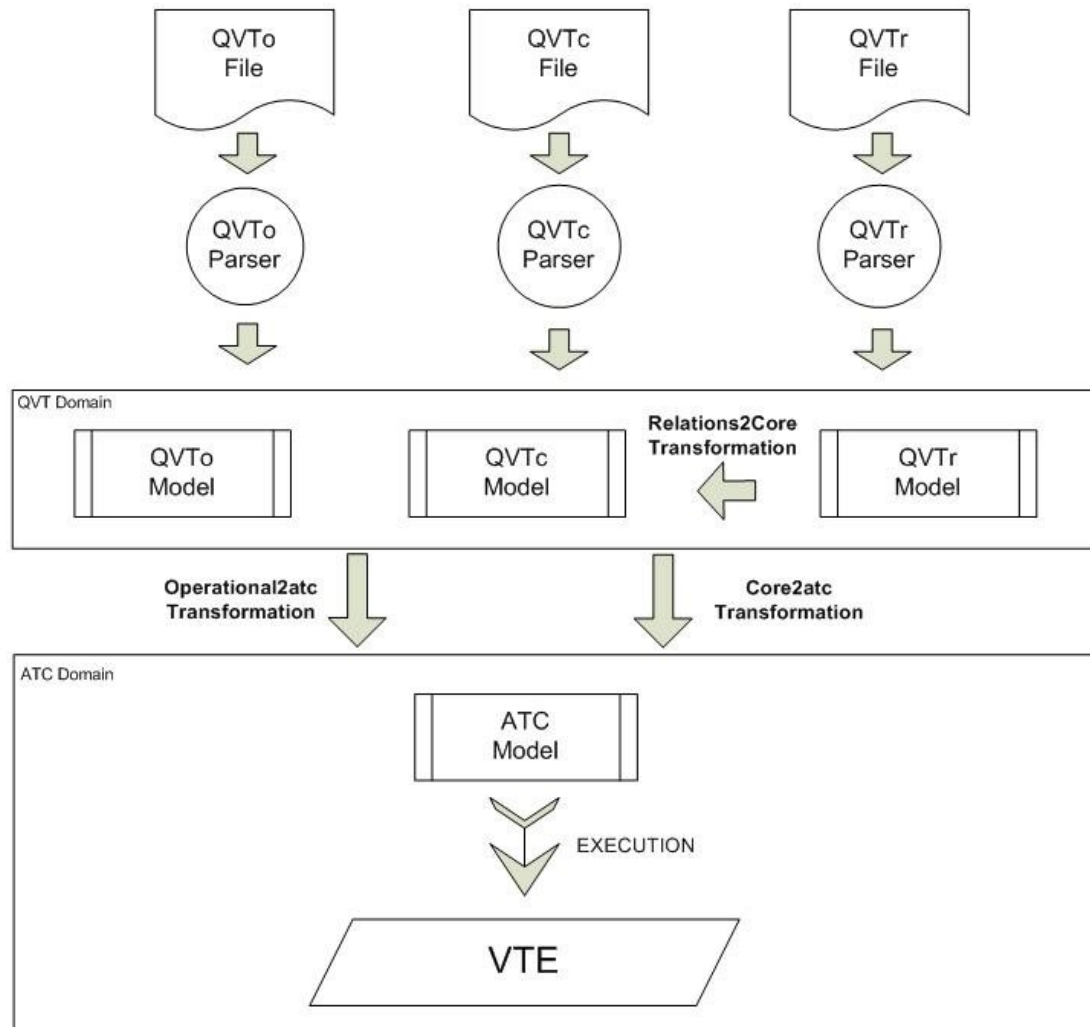 QVTo
File
QVTc
File
QVTr
File
QVTo
Parser
QVTc
Parser
QVTr
Parser
QVT Domain
QVTo
Model
QVTc
Model
Relations2Core
Transformation
QVTr
Model
Operational2atc
Transformation
Core2atc
Transformation
ATC Domain
ATC
Model
EXECUTION
VTE